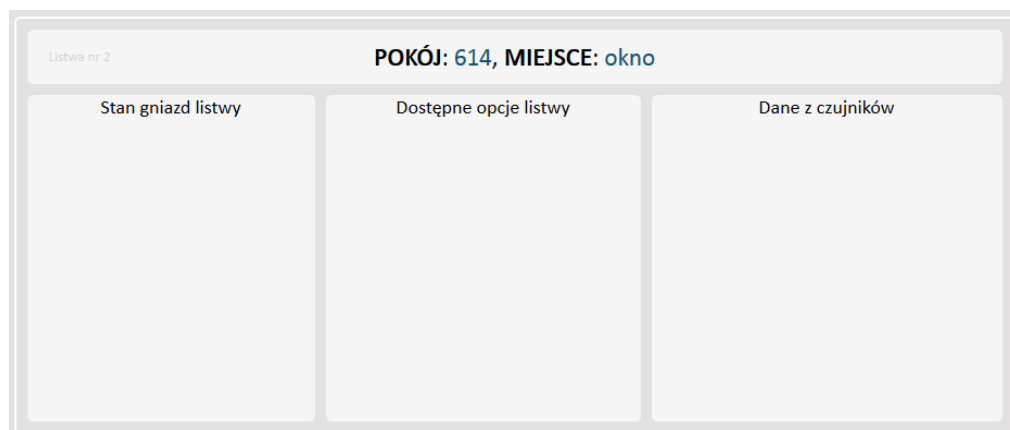 Listwa nr 2
POKÓJ: 614, MIEJSCE: okno
Stan gniazd listwy
Dostępne opcje listwy
Dane z czujników